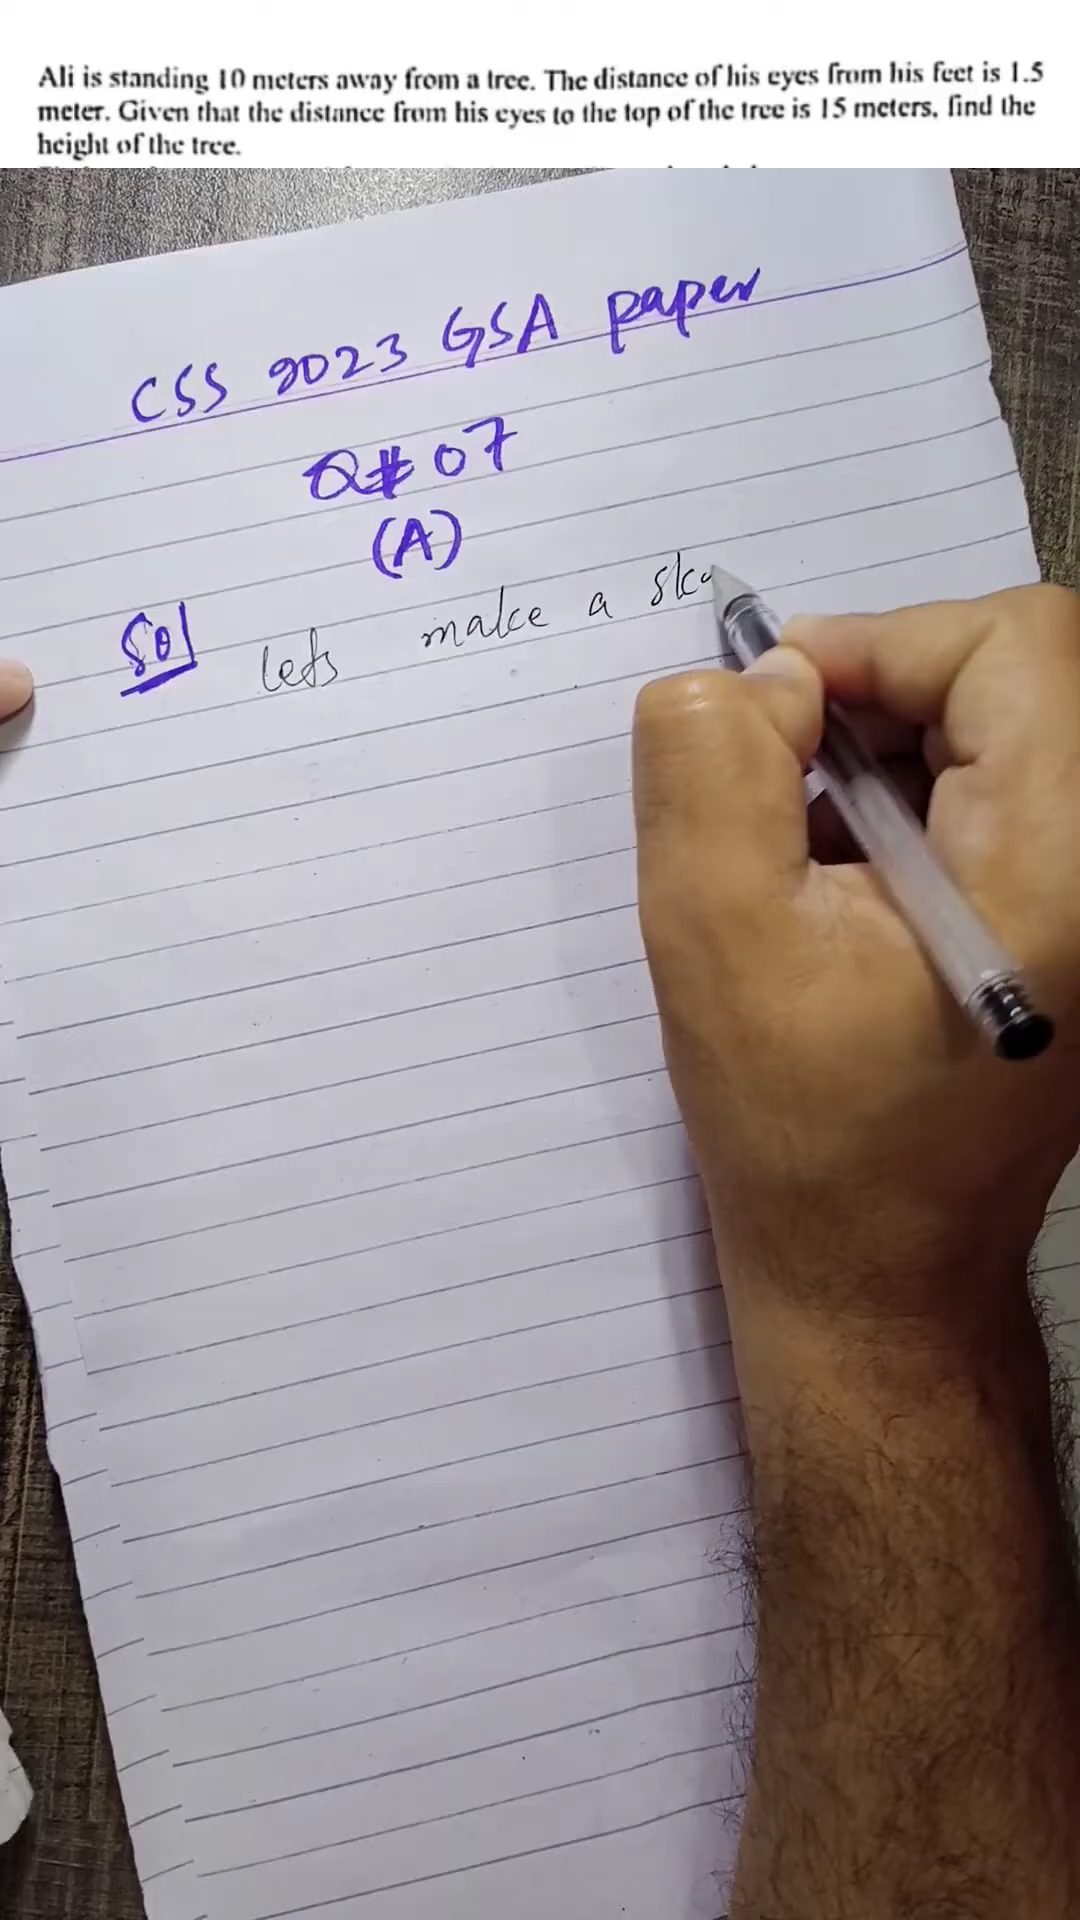 Ali is standing 10 meters away from a tree. The distance of his eyes from his feet is 1.5
meter. Given that the distance from his eyes to the top of the tree is 15 meters, find the
height of the tree.
CSS 2023 GSA paper
Q# 07
(A)
Sol lets make a ske